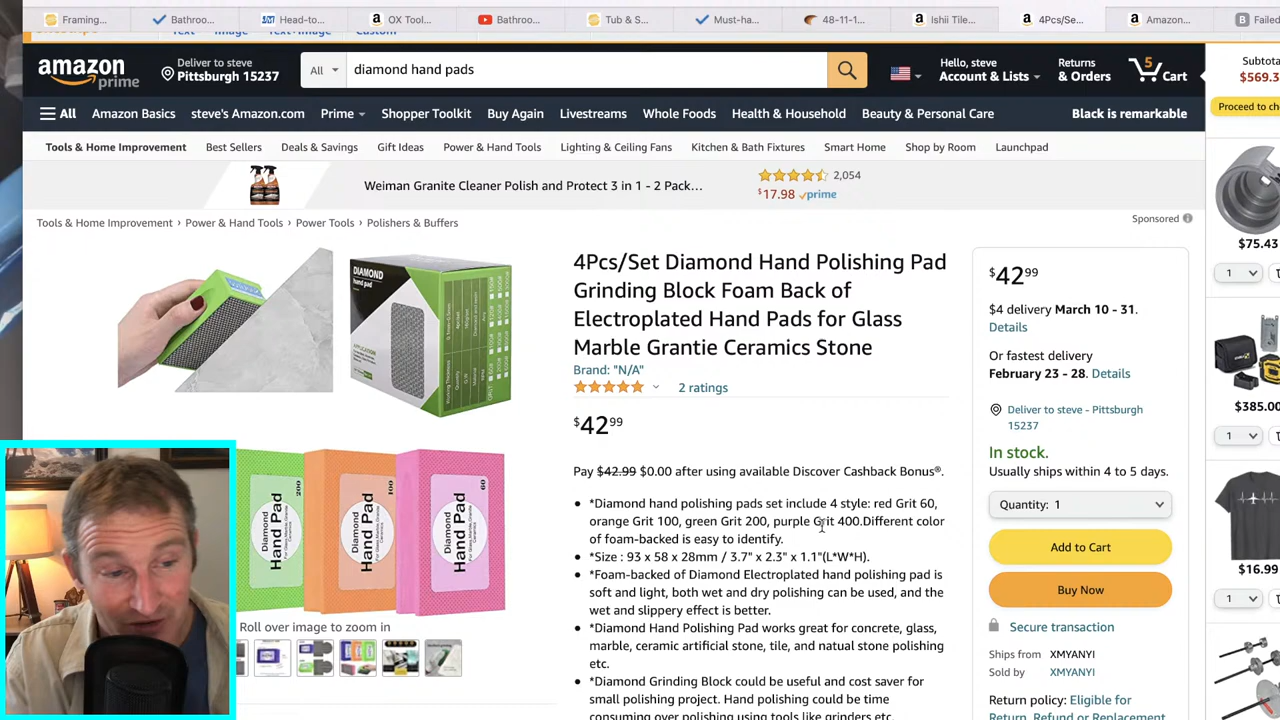 Framing...
Bathroo...
Head-to...
OX Tool...
Bathroo...
Tub & S...
Must-ha...
48-11-1...
Ishii Tile...
4Pcs/Se...
Amazon...
Failed
Text Image Text+Image Custom
amazon
prime
Deliver to steve
Pittsburgh 15237
All
diamond hand pads
Hello, steve
Account & Lists
Returns
& Orders
5
Cart
Subtota
$569.3
Proceed to ch
All Amazon Basics steve's Amazon.com Prime Shopper Toolkit Buy Again Livestreams Whole Foods Health & Household Beauty & Personal Care Black is remarkable
Tools & Home Improvement Best Sellers Deals & Savings Gift Ideas Power & Hand Tools Lighting & Ceiling Fans Kitchen & Bath Fixtures Smart Home Shop by Room Launchpad
Weiman Granite Cleaner Polish and Protect 3 in 1 - 2 Pack...
2,054
$17.98 prime
Sponsored
Tools & Home Improvement › Power & Hand Tools › Power Tools › Polishers & Buffers
DIAMOND
hand pad
APPLICATION
200
Diamond
Hand Pad
100
Diamond
Hand Pad
60
Diamond
Hand Pad
Roll over image to zoom in
4Pcs/Set Diamond Hand Polishing Pad
Grinding Block Foam Back of
Electroplated Hand Pads for Glass
Marble Grantie Ceramics Stone
Brand: "N/A"
2 ratings
$42 99
Pay $42.99 $0.00 after using available Discover Cashback Bonus®.
*Diamond hand polishing pads set include 4 style: red Grit 60,
orange Grit 100, green Grit 200, purple Grit 400.Different color
of foam-backed is easy to identify.
*Size : 93 x 58 x 28mm / 3.7" x 2.3" x 1.1"(L*W*H).
*Foam-backed of Diamond Electroplated hand polishing pad is
soft and light, both wet and dry polishing can be used, and the
wet and slippery effect is better.
*Diamond Hand Polishing Pad works great for concrete, glass,
marble, ceramic artificial stone, tile, and natual stone polishing
etc.
*Diamond Grinding Block could be useful and cost saver for
small polishing project. Hand polishing could be time
consuming over polishing using tools like grinders etc.
$42 99
$4 delivery March 10 - 31.
Details
Or fastest delivery
February 23 - 28. Details
Deliver to steve - Pittsburgh
15237
In stock.
Usually ships within 4 to 5 days.
Quantity: 1
Add to Cart
Buy Now
Secure transaction
Ships from XMYANYI
Sold by XMYANYI
Return policy: Eligible for
Return, Refund or Replacement
$75.43
1
$385.00
1
$16.99
1